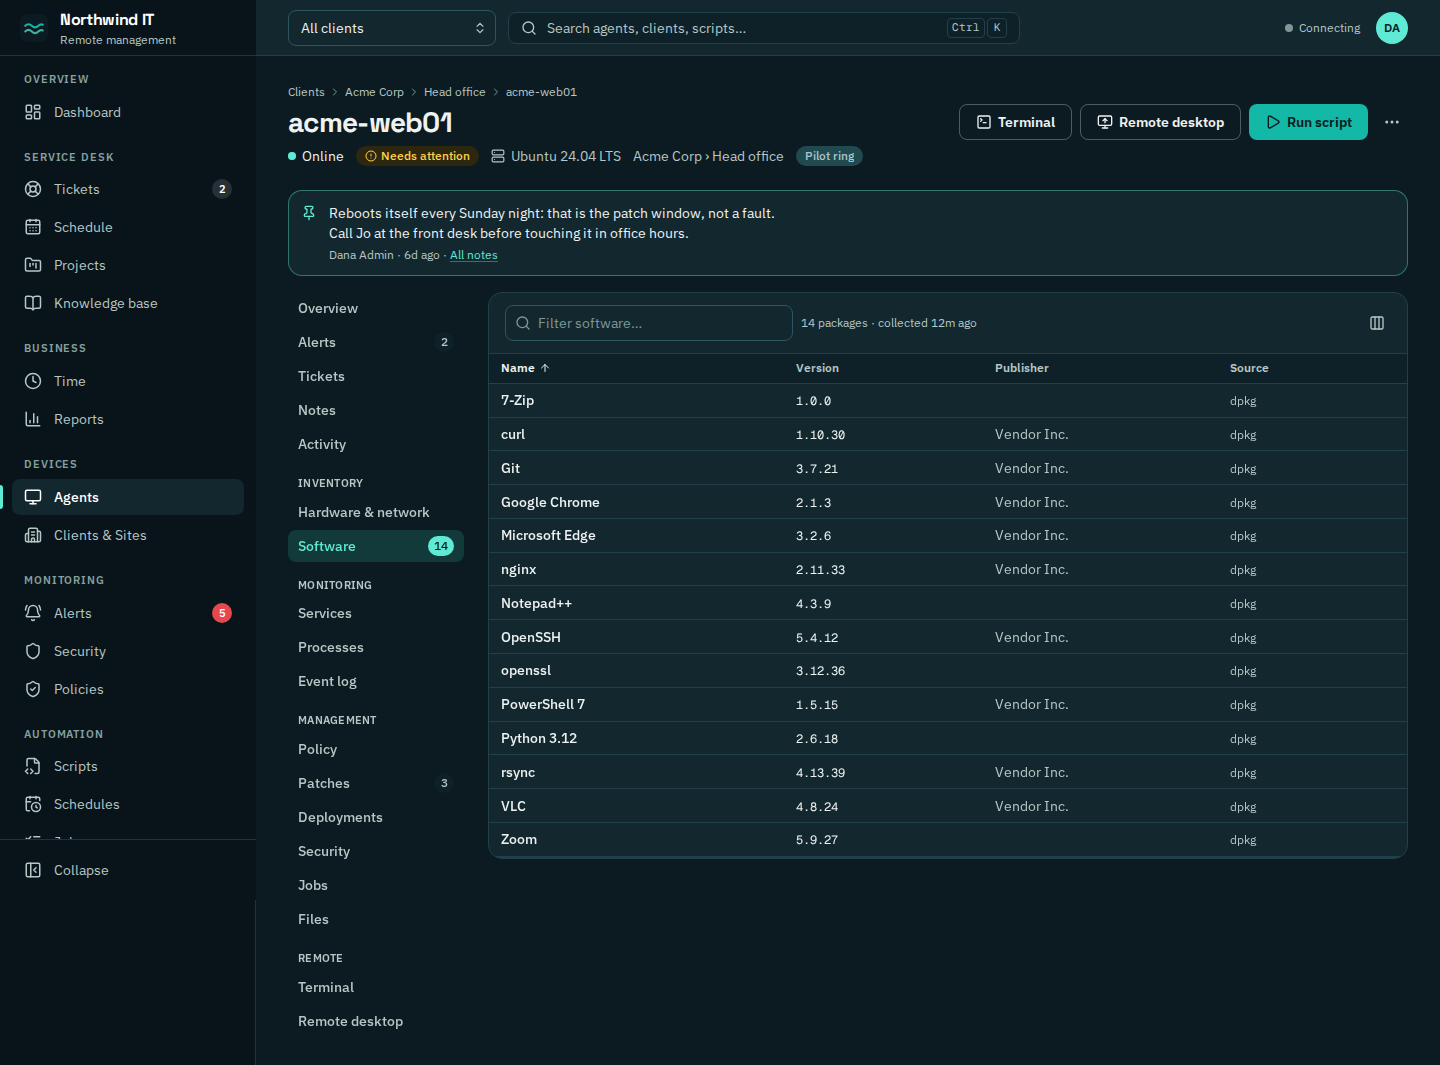 Northwind IT
Remote management
All clients
Search agents, clients, scripts...
Ctrl K
Connecting
DA
OVERVIEW
Dashboard
SERVICE DESK
Tickets 2
Schedule
Projects
Knowledge base
BUSINESS
Time
Reports
DEVICES
Agents
Clients & Sites
MONITORING
Alerts 5
Security
Policies
AUTOMATION
Scripts
Schedules
Collapse
Clients > Acme Corp > Head office > acme-web01
acme-web01
Terminal
Remote desktop
Run script
Online
Needs attention
Ubuntu 24.04 LTS
Acme Corp › Head office
Pilot ring
Reboots itself every Sunday night: that is the patch window, not a fault.
Call Jo at the front desk before touching it in office hours.
Dana Admin · 6d ago · All notes
Overview
Alerts 2
Tickets
Notes
Activity
INVENTORY
Hardware & network
Software 14
MONITORING
Services
Processes
Event log
MANAGEMENT
Policy
Patches 3
Deployments
Security
Jobs
Files
REMOTE
Terminal
Remote desktop
Filter software...
14 packages · collected 12m ago
Name ↑ Version Publisher Source
7-Zip 1.0.0 dpkg
curl 1.10.30 Vendor Inc. dpkg
Git 3.7.21 Vendor Inc. dpkg
Google Chrome 2.1.3 Vendor Inc. dpkg
Microsoft Edge 3.2.6 Vendor Inc. dpkg
nginx 2.11.33 Vendor Inc. dpkg
Notepad++ 4.3.9 dpkg
OpenSSH 5.4.12 Vendor Inc. dpkg
openssl 3.12.36 dpkg
PowerShell 7 1.5.15 Vendor Inc. dpkg
Python 3.12 2.6.18 dpkg
rsync 4.13.39 Vendor Inc. dpkg
VLC 4.8.24 Vendor Inc. dpkg
Zoom 5.9.27 dpkg